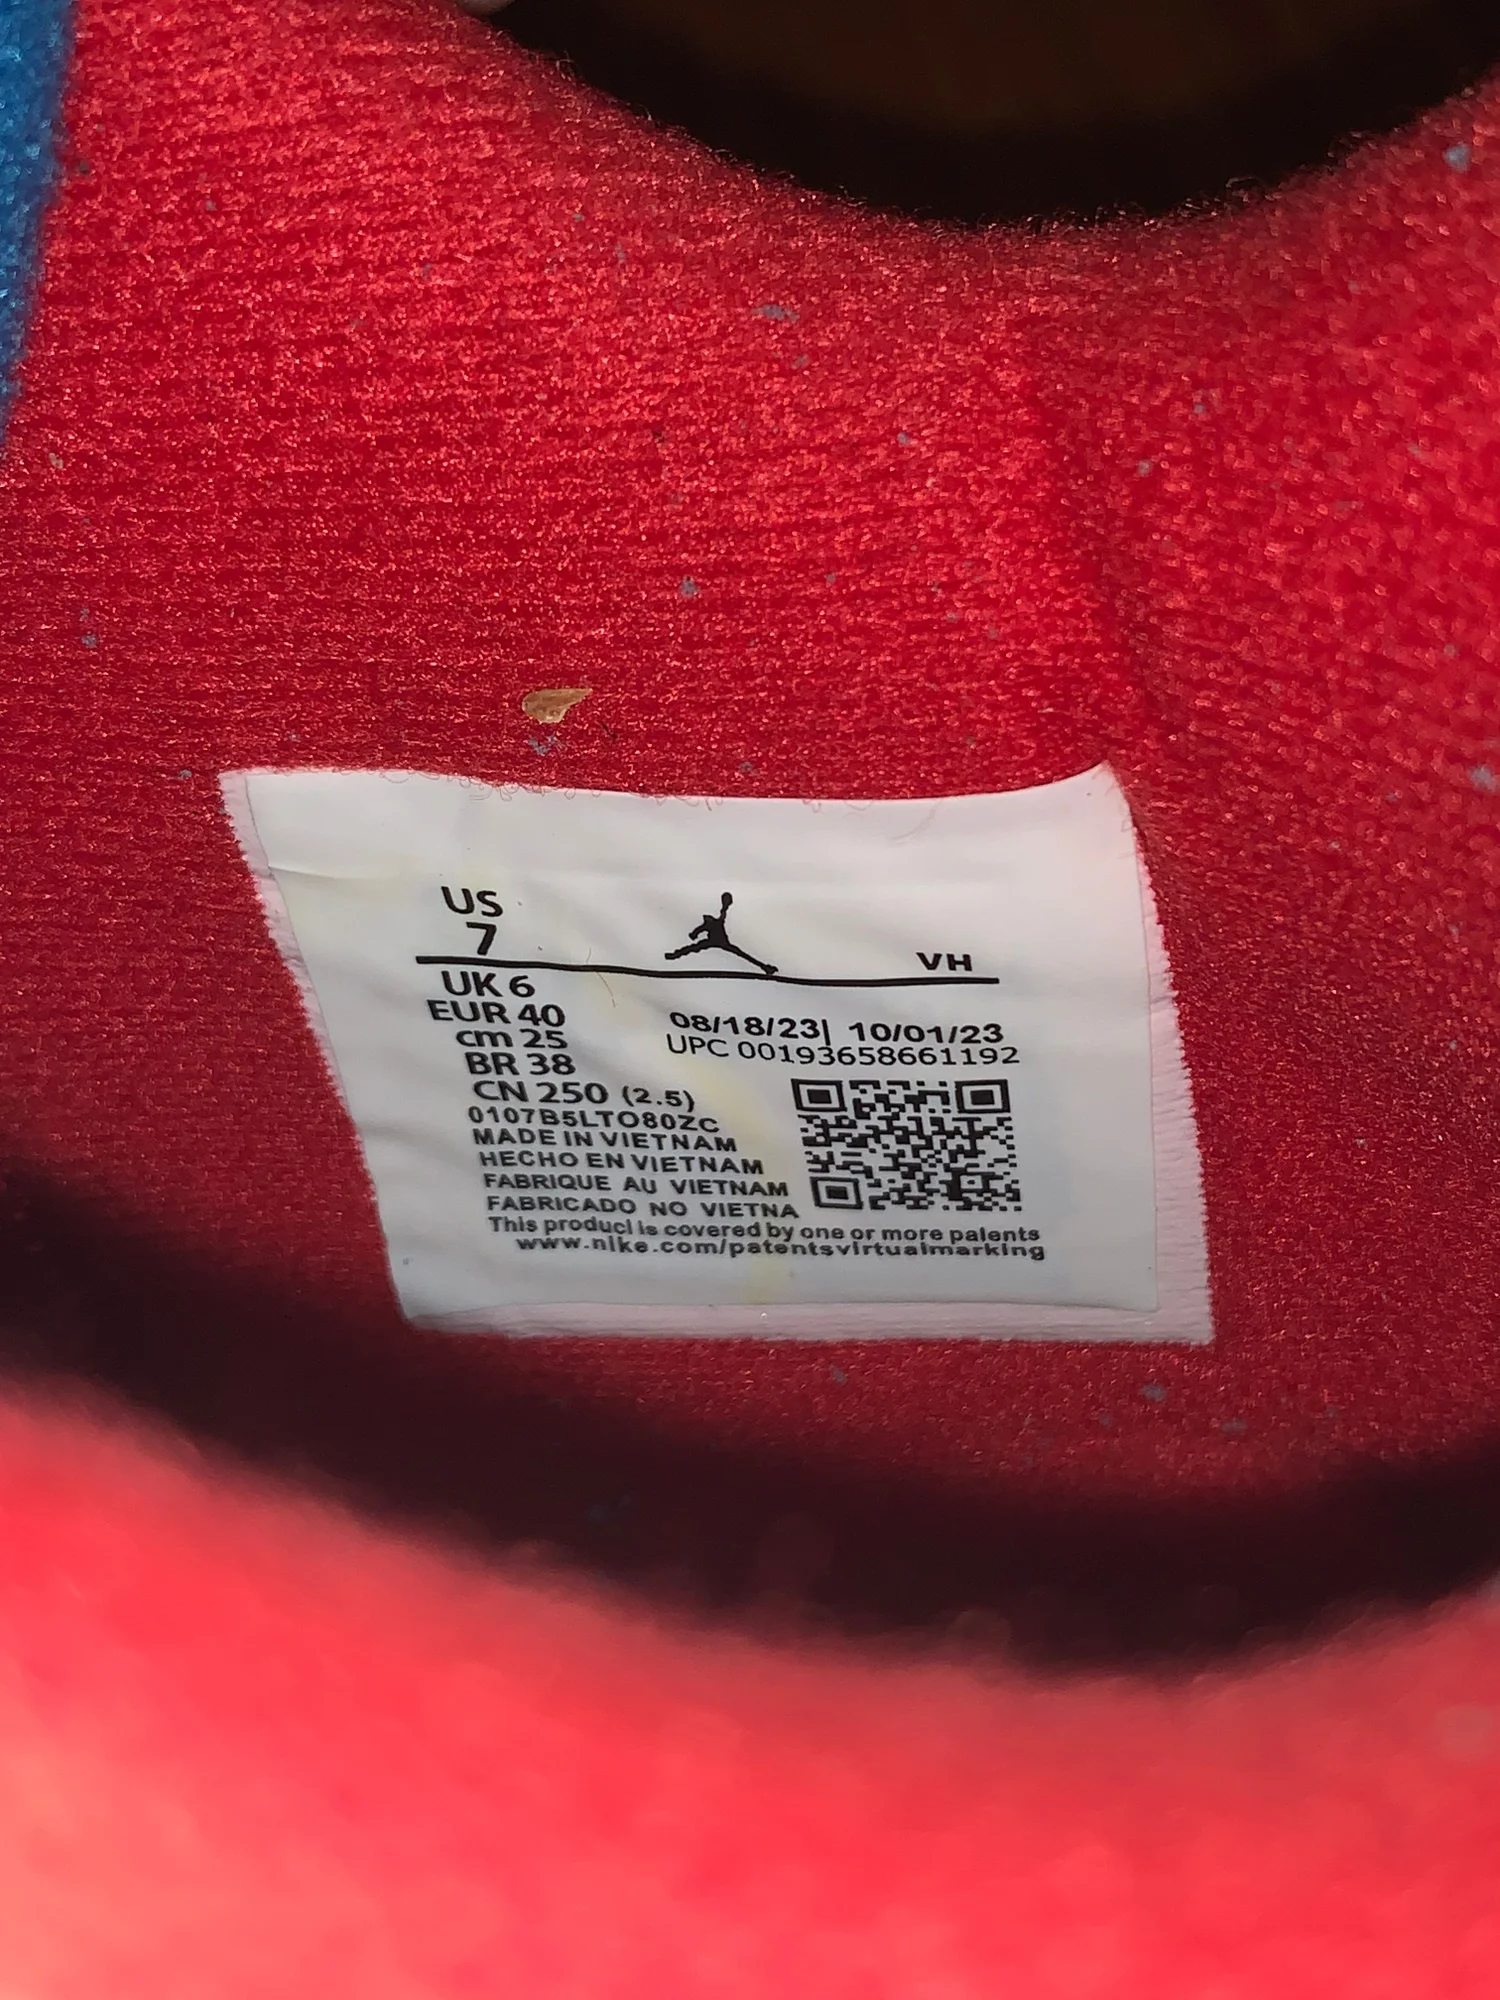 US
7
VH
UK 6
EUR 40
cm 25
BR 38
CN 250 (2.5)
08/18/23| 10/01/23
UPC 00193658661192
0107B5LTO80ZC
MADE IN VIETNAM
HECHO EN VIETNAM
FABRIQUE AU VIETNAM
FABRICADO NO VIETNA
This product is covered by one or more patents
www.nike.com/patentsvirtualmarking